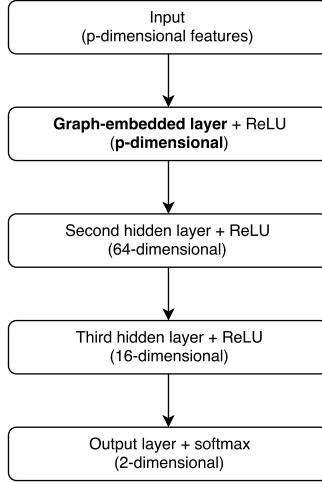 Input
(p-dimensional features)
Graph-embedded layer + ReLU
(p-dimensional)
Second hidden layer + ReLU
(64-dimensional)
Third hidden layer + ReLU
(16-dimensional)
Output layer + softmax
(2-dimensional)